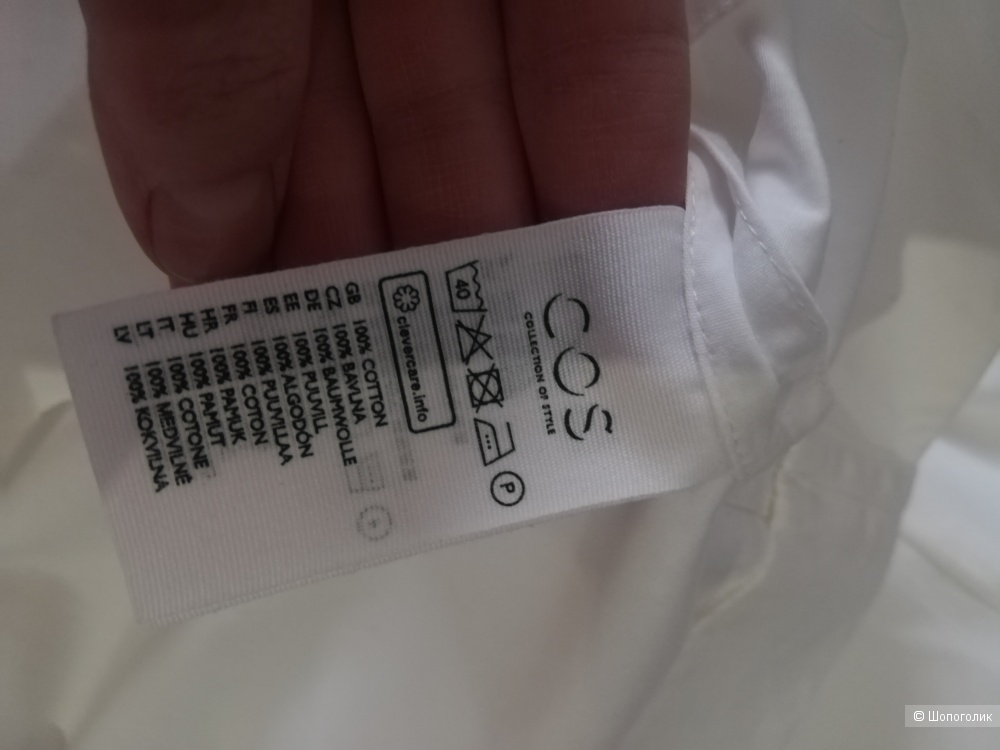 COS
COLLECTION OF STYLE
40
P
clevercare.info
GB 100% COTTON
CZ 100% BAVLNA
DE 100% BAUMWOLLE
EE 100% PUUVILL
ES 100% ALGODÓN
FI 100% PUUVILLAA
FR 100% COTON
HR 100% PAMUK
HU 100% PAMUT
IT 100% COTONE
LT 100% MEDVILNĖ
LV 100% KOKVILNA
© Шопоголик